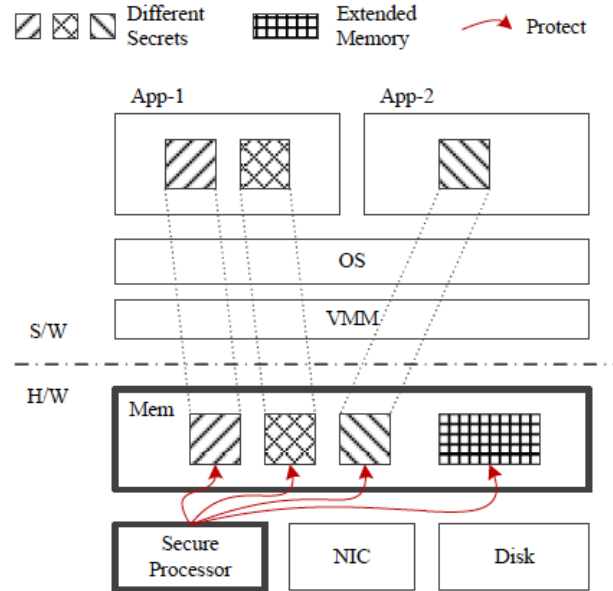 Different
Secrets
Extended
Memory
Protect
App-1
App-2
OS
VMM
S/W
H/W
Mem
Secure
Processor
NIC
Disk